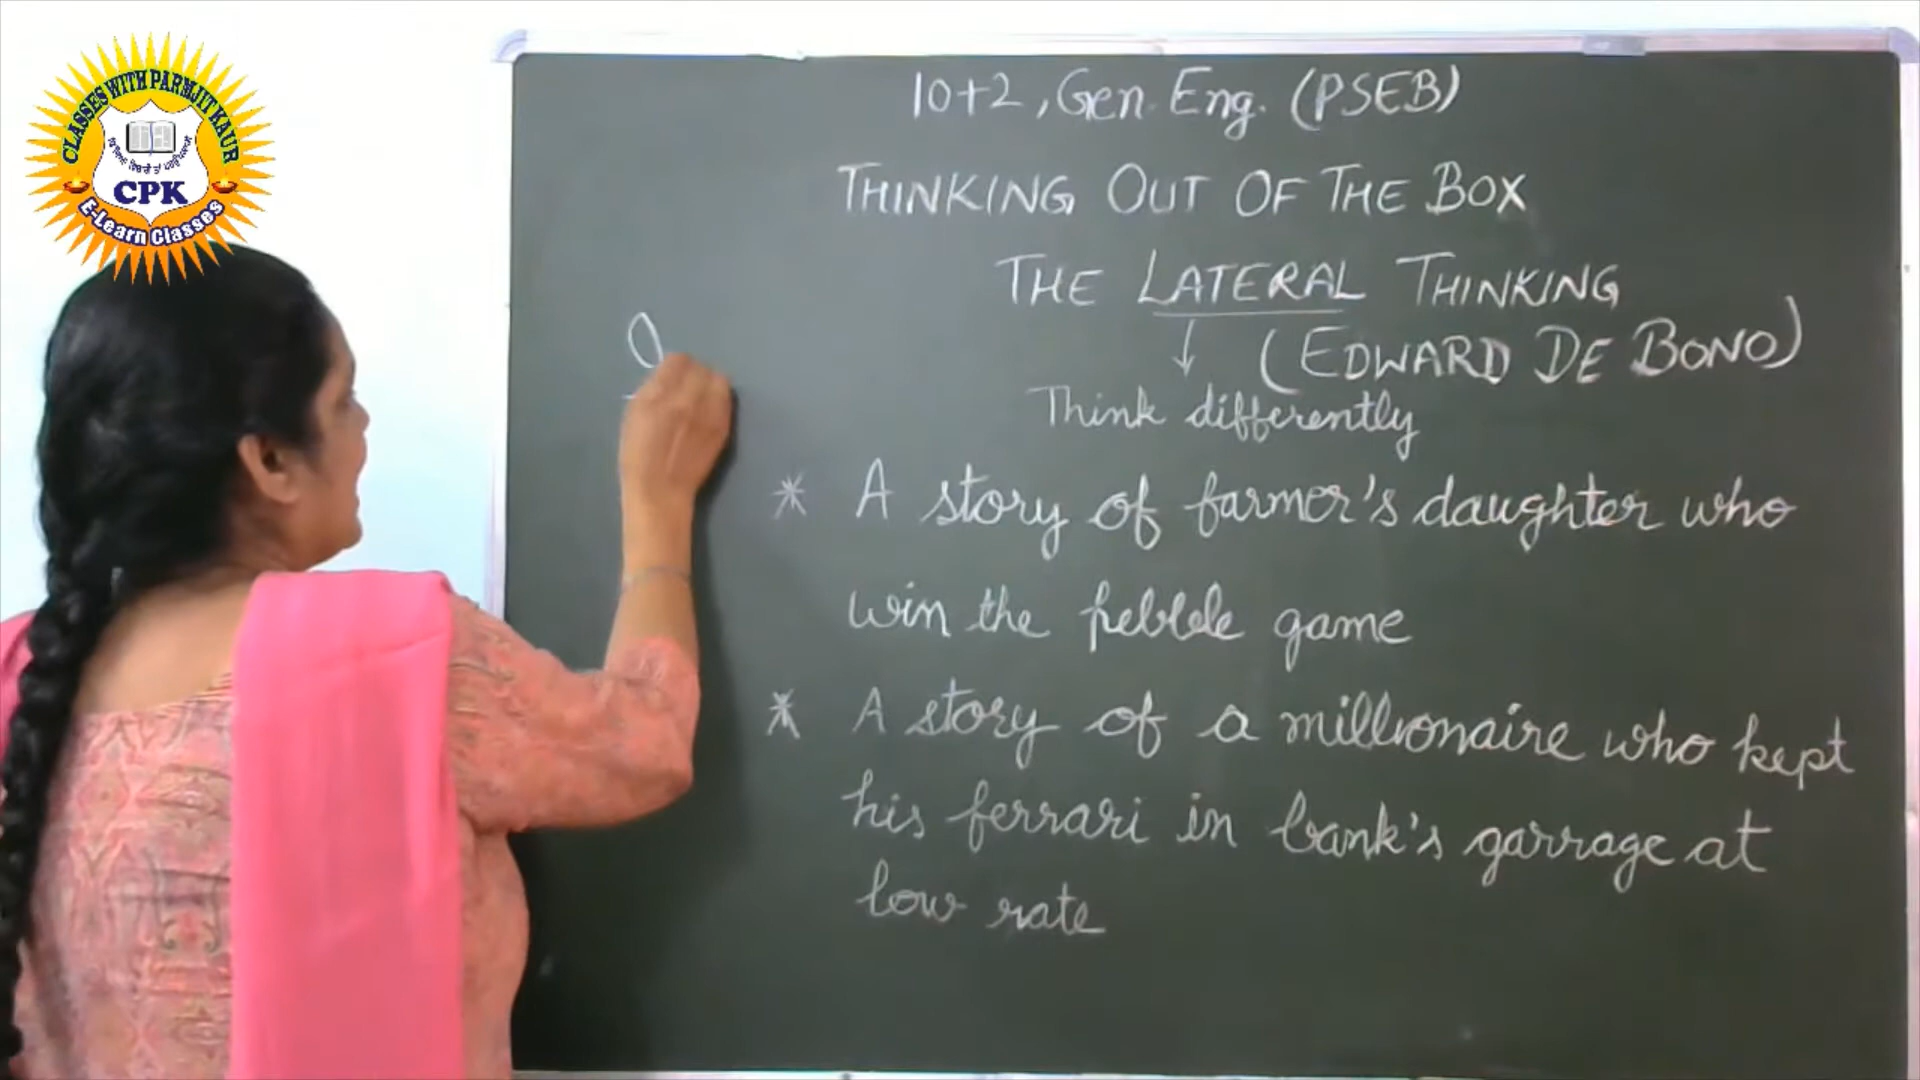 CLASSES WITH PARMJIT KAUR
CPK
E-Learn Classes
10+2, Gen. Eng. (PSEB)
THINKING OUT OF THE BOX
THE LATERAL THINKING
(EDWARD DE BONO)
Think differently
* A story of farmer's daughter who
win the pebble game
* A story of a millionaire who kept
his ferrari in bank's garrage at
low rate